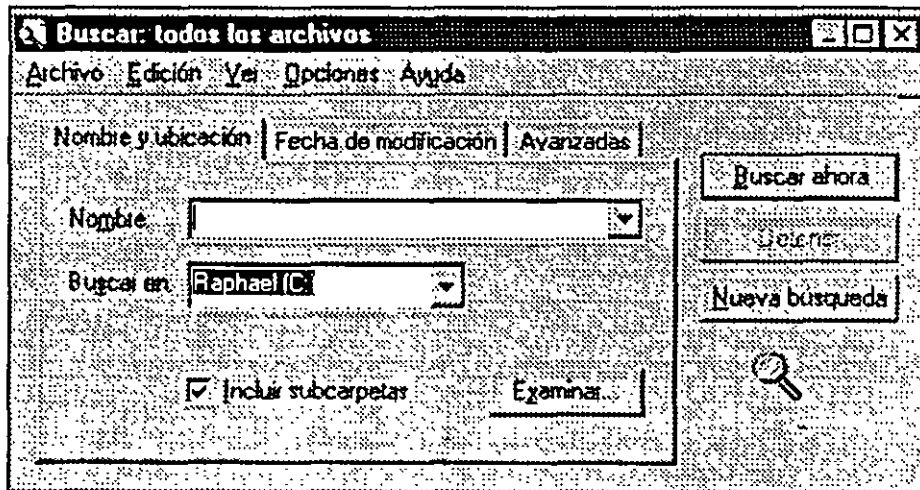 Buscar: todos los archivos
Archivo Edición Ver Opciones Ayuda
Nombre y ubicación Fecha de modificación Avanzadas
Buscar ahora
Nombre
Detener
Buscar en Raphael (C:
Nueva búsqueda
Incluir subcarpetas Examinar...